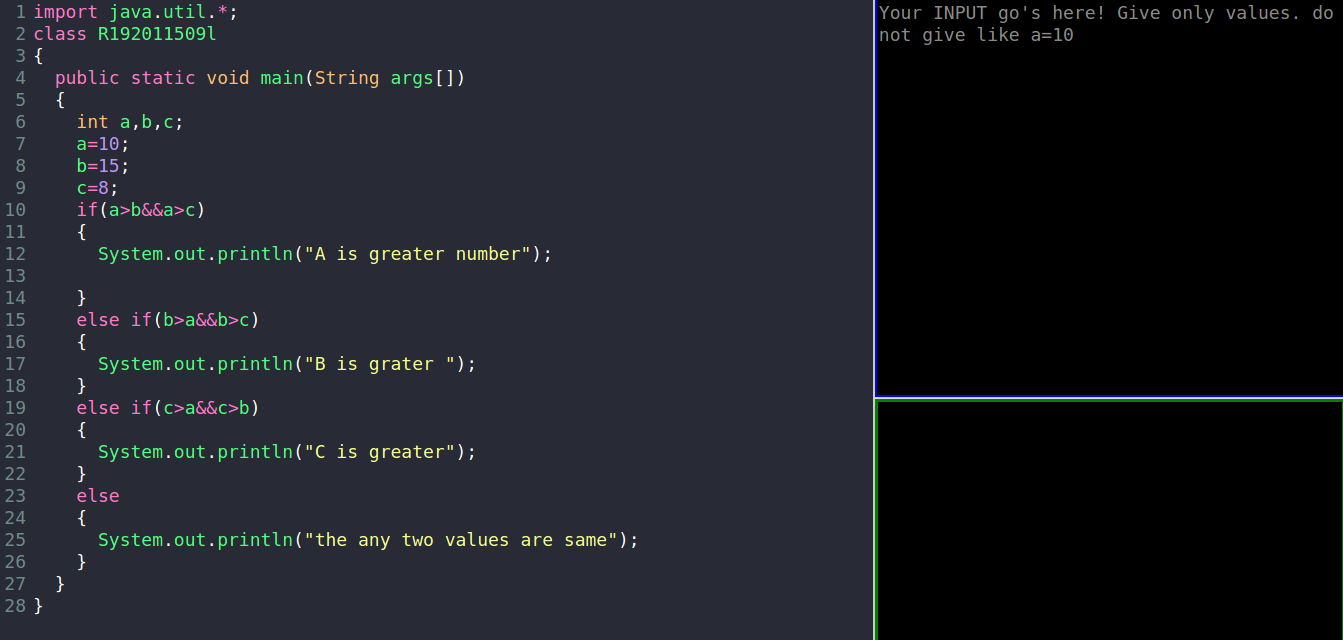 1 import java.util.*;
2 class R192011509l
3 {
4   public static void main(String args[])
5   {
6     int a,b,c;
7     a=10;
8     b=15;
9     c=8;
10     if(a>b&&a>c)
11     {
12       System.out.println("A is greater number");
13
14     }
15     else if(b>a&&b>c)
16     {
17       System.out.println("B is grater ");
18     }
19     else if(c>a&&c>b)
20     {
21       System.out.println("C is greater");
22     }
23     else
24     {
25       System.out.println("the any two values are same");
26     }
27   }
28 }
Your INPUT go's here! Give only values. do
not give like a=10